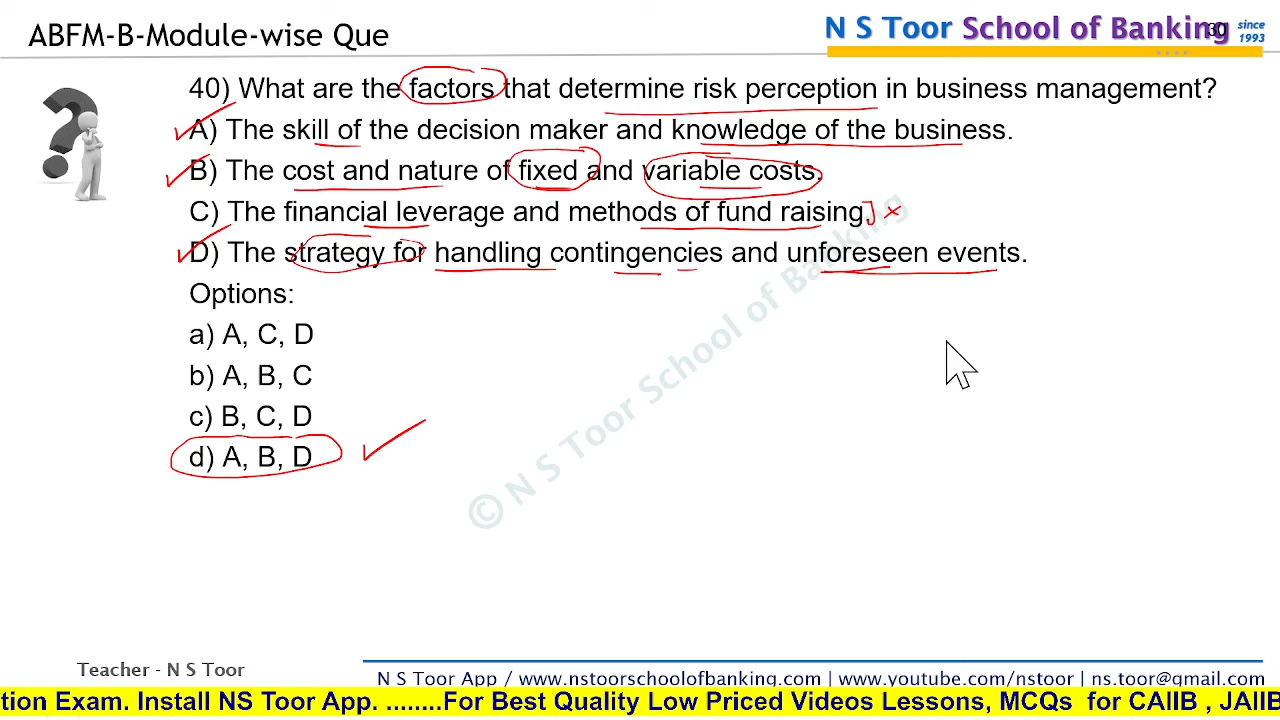 ABFM-B-Module-wise Que
N S Toor School of Banking
30
since
1993
40) What are the factors that determine risk perception in business management?
A) The skill of the decision maker and knowledge of the business.
B) The cost and nature of fixed and variable costs.
C) The financial leverage and methods of fund raising.
D) The strategy for handling contingencies and unforeseen events.
Options:
a) A, C, D
b) A, B, C
c) B, C, D
d) A, B, D
© N S Toor School of Banking
Teacher - N S Toor
N S Toor App / www.nstoorschoolofbanking.com | www.youtube.com/nstoor | ns.toor@gmail.com
tion Exam. Install NS Toor App. ........For Best Quality Low Priced Videos Lessons, MCQs for CAIIB , JAIIB